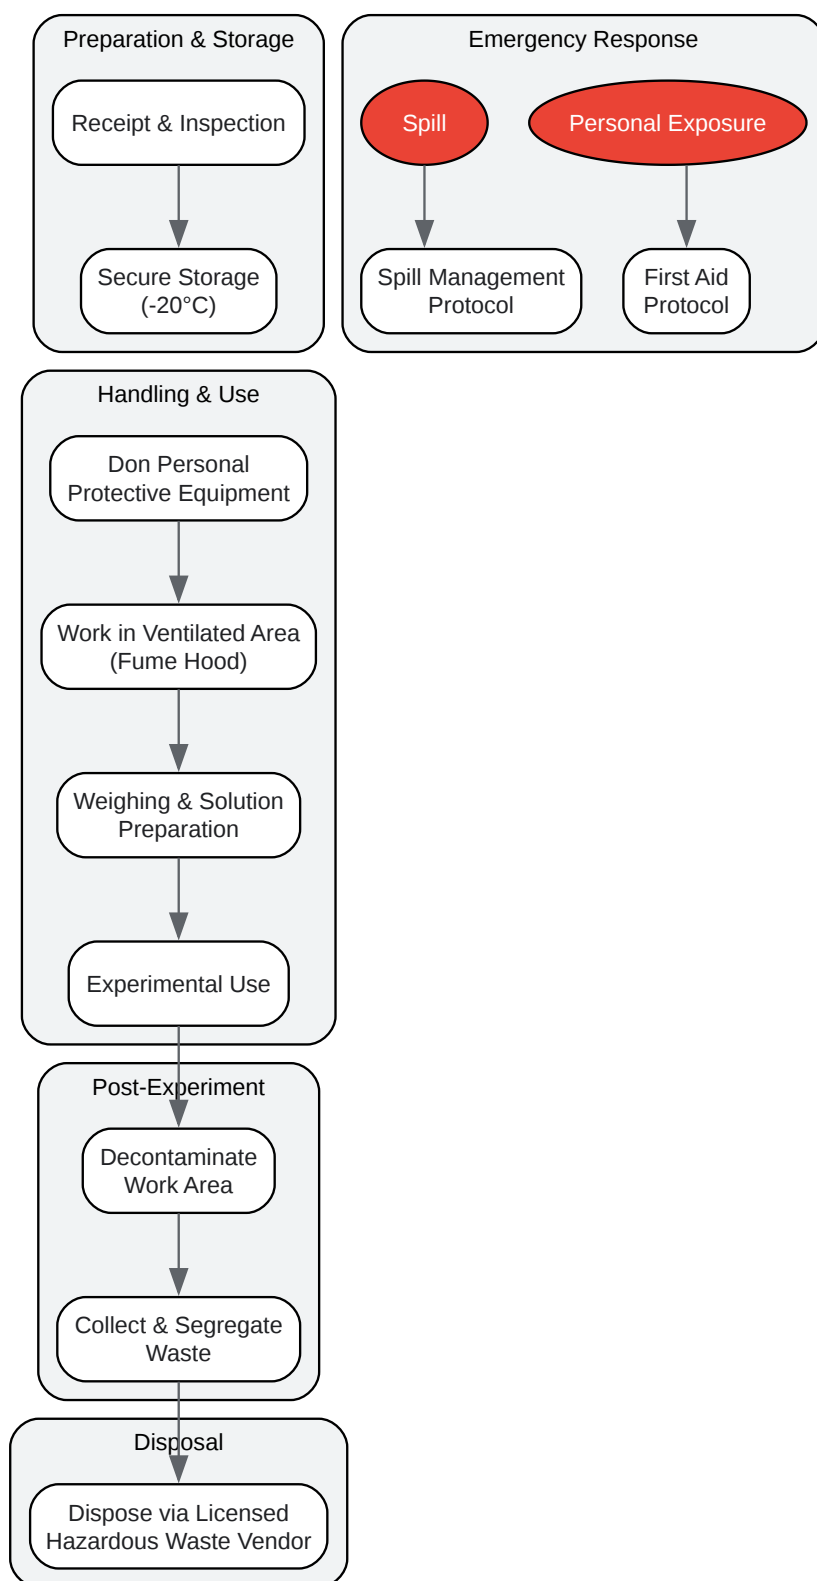 Preparation & Storage
Receipt & Inspection
Secure Storage
(-20°C)
Emergency Response
Spill
Personal Exposure
Spill Management
Protocol
First Aid
Protocol
Handling & Use
Don Personal
Protective Equipment
Work in Ventilated Area
(Fume Hood)
Weighing & Solution
Preparation
Experimental Use
Post-Experiment
Decontaminate
Work Area
Collect & Segregate
Waste
Disposal
Dispose via Licensed
Hazardous Waste Vendor